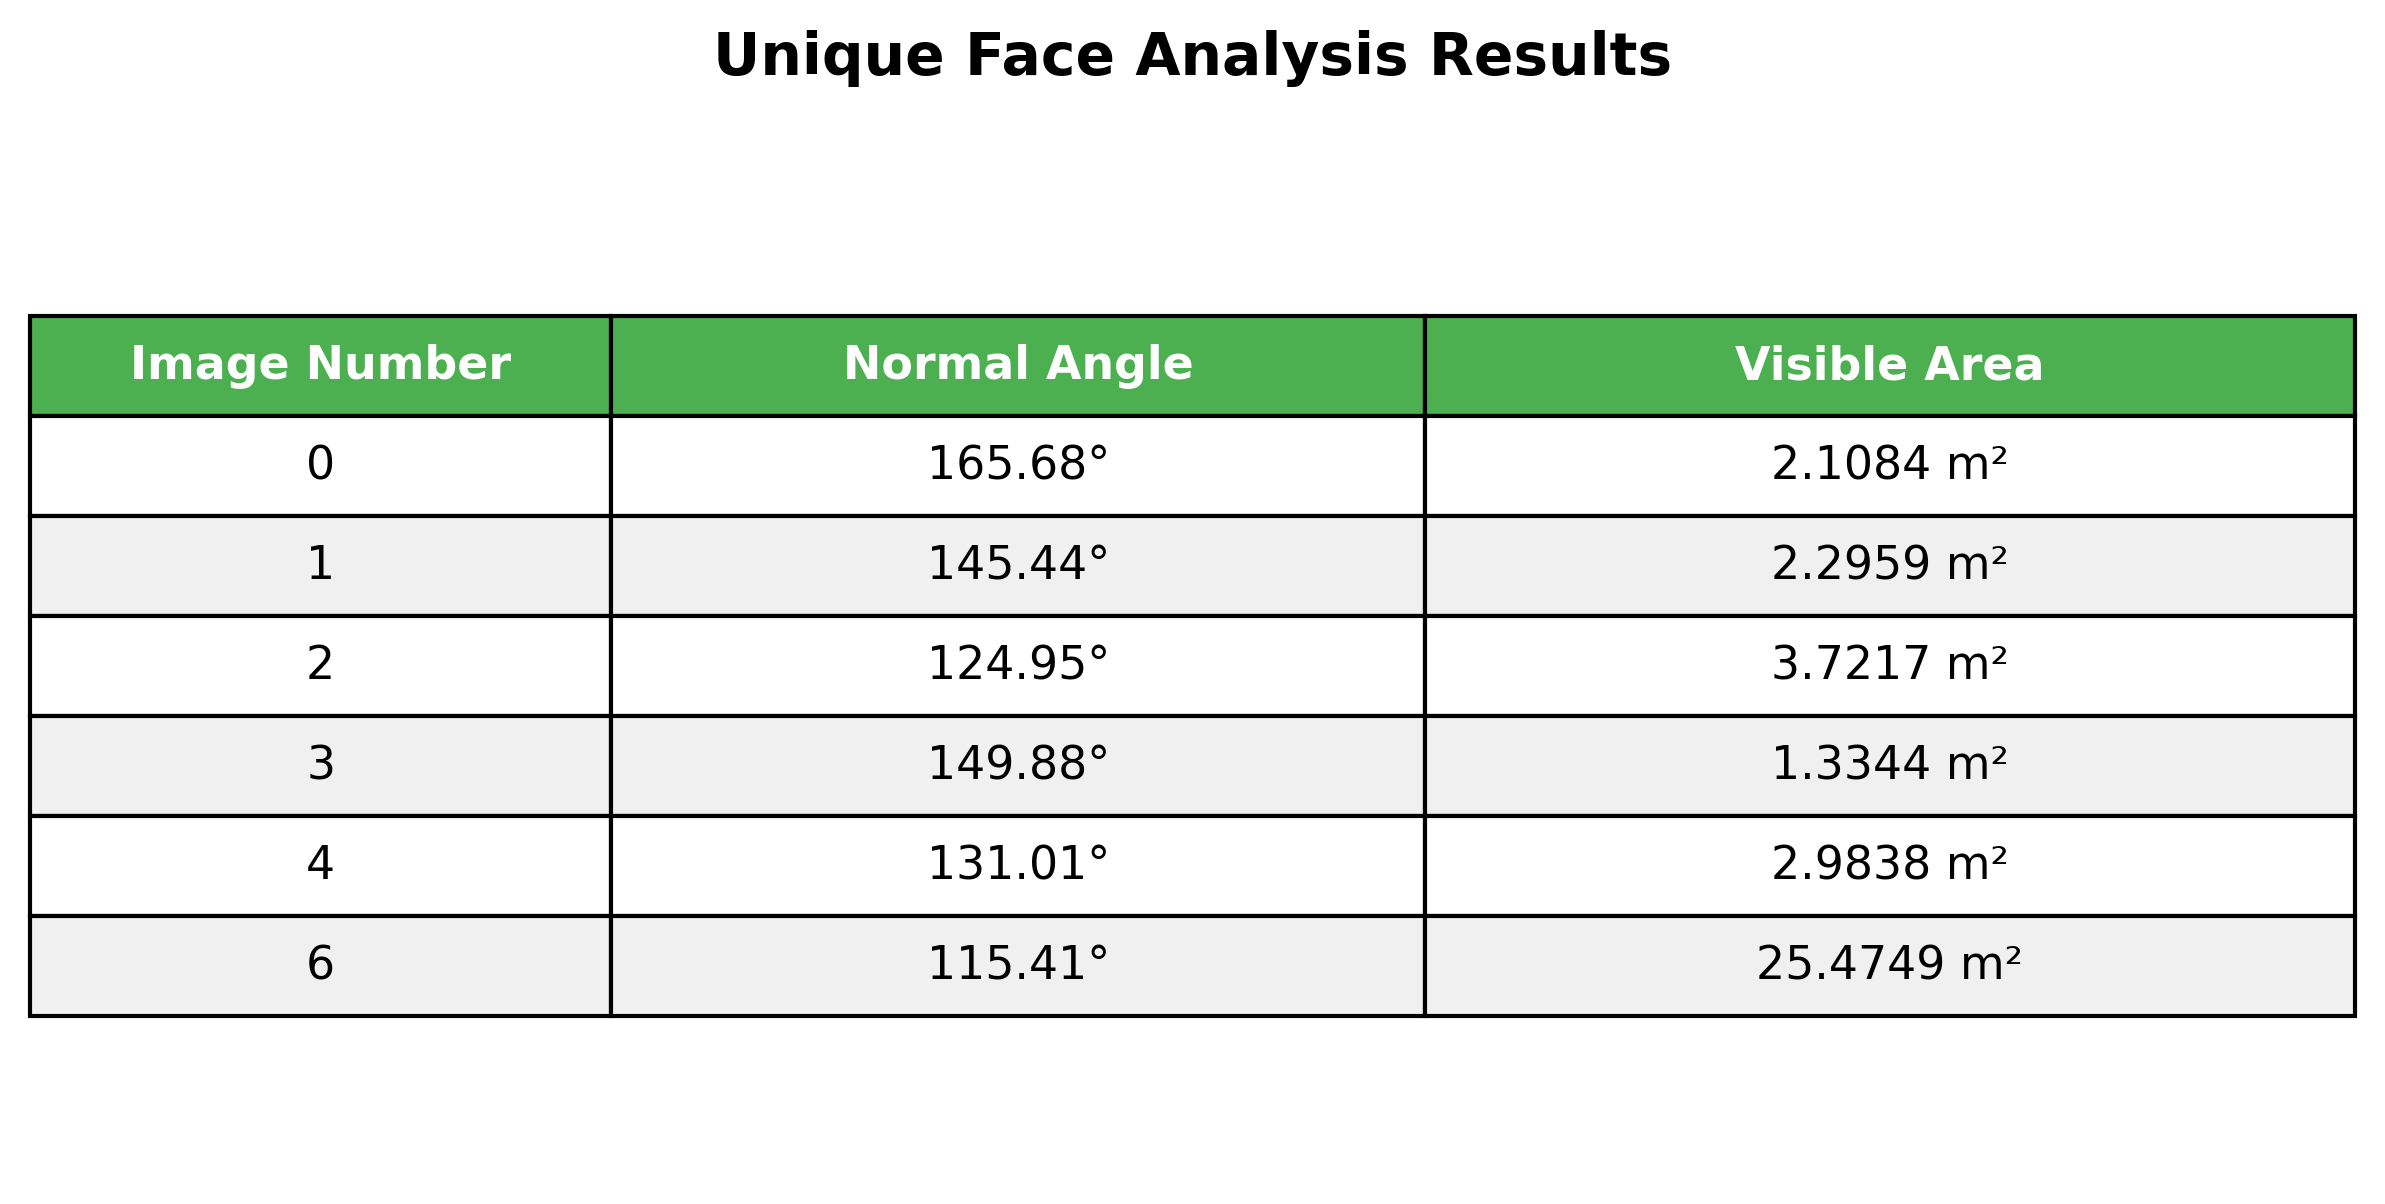 Unique Face Analysis Results
Image Number Normal Angle Visible Area
0 165.68° 2.1084 m²
1 145.44° 2.2959 m²
2 124.95° 3.7217 m²
3 149.88° 1.3344 m²
4 131.01° 2.9838 m²
6 115.41° 25.4749 m²